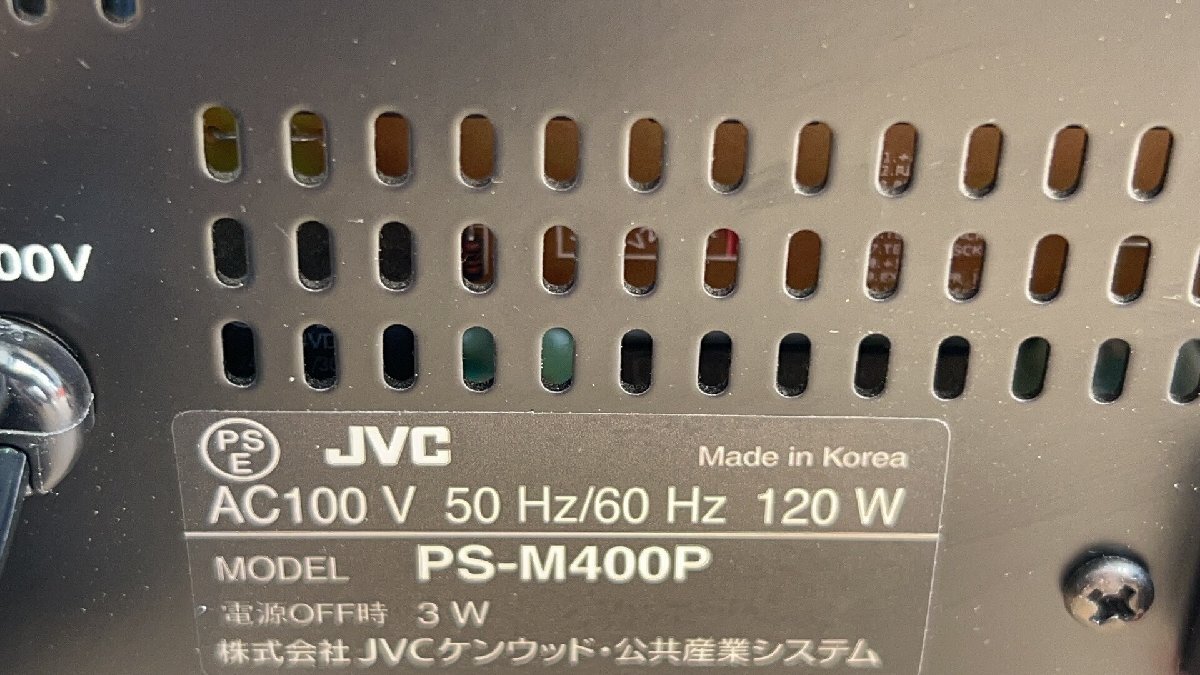 00V
PS
E
JVC
Made in Korea
AC100 V 50 Hz/60 Hz 120 W
MODEL PS-M400P
電源OFF時 3 W
株式会社 JVCケンウッド・公共産業システム